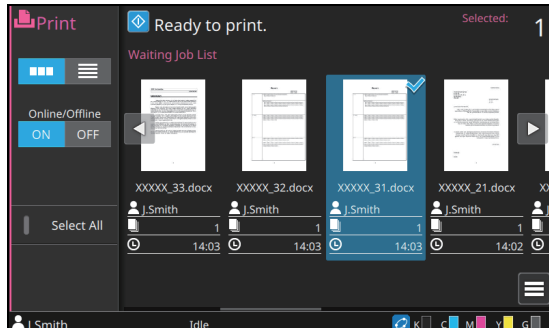 Print
Ready to print.
Selected:
1
Waiting Job List
Online/Offline
ON OFF
Select All
XXXXX_33.docx
J.Smith
1
14:03
XXXXX_32.docx
J.Smith
1
14:03
XXXXX_31.docx
J.Smith
1
14:03
XXXXX_21.docx
J.Smith
1
14:02
J.Smith
Idle
K C M Y G